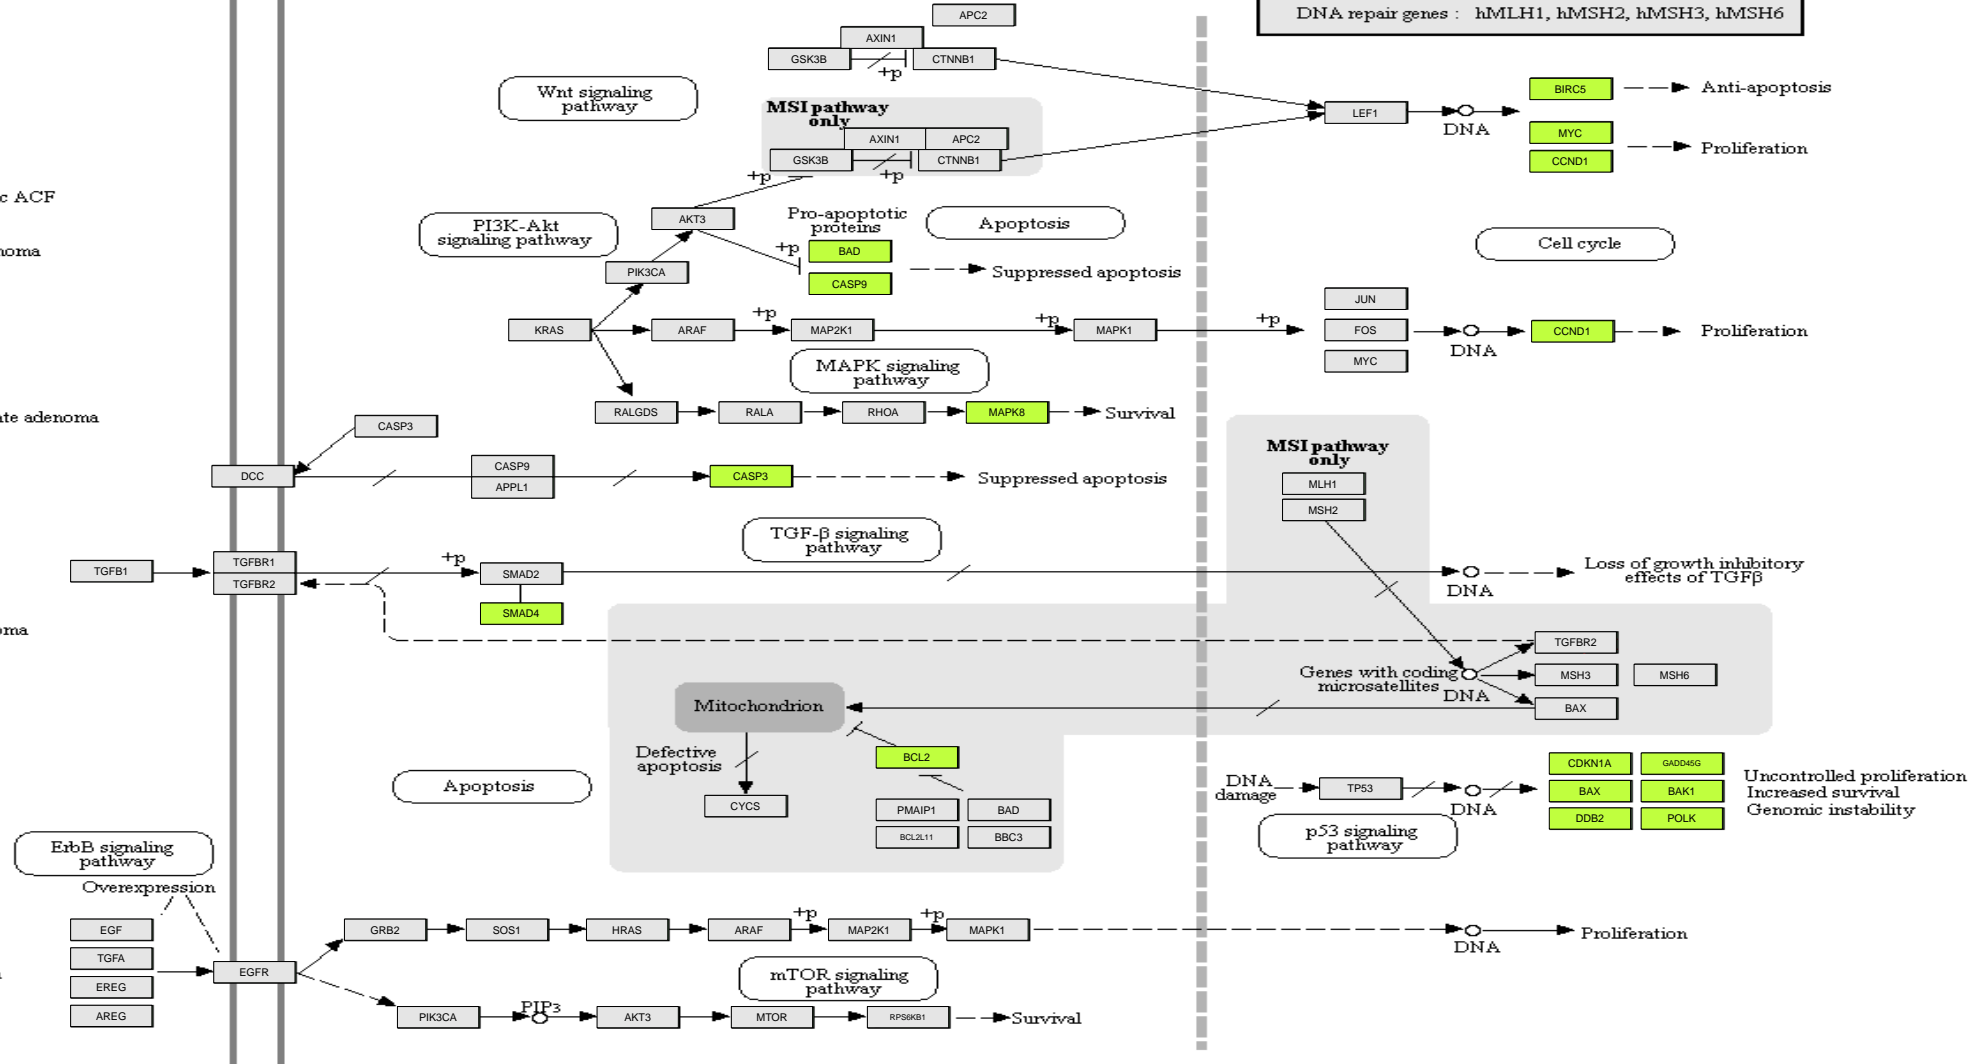 APC2
DNA repair genes : hMLH1, hMSH2, hMSH3, hMSH6
AXIN1
GSK3B
+p
CTNNB1
Wnt signaling
pathway
MSI pathway
only
AXIN1
APC2
GSK3B
+p
CTNNB1
LEF1
DNA
BIRC5
Anti-apoptosis
MYC
CCND1
Proliferation
+p
c ACF
PI3K-Akt
signaling pathway
AKT3
Pro-apoptotic
proteins
Apoptosis
+p
BAD
CASP9
Suppressed apoptosis
Cell cycle
noma
PIK3CA
KRAS
ARAF
+p
MAP2K1
+p
MAPK1
+p
JUN
FOS
MYC
DNA
CCND1
Proliferation
MAPK signaling
pathway
RALGDS
RALA
RHOA
MAPK8
Survival
te adenoma
CASP3
DCC
CASP9
APPL1
CASP3
Suppressed apoptosis
MSI pathway
only
MLH1
MSH2
TGF-β signaling
pathway
TGFB1
TGFBR1
TGFBR2
+p
SMAD2
SMAD4
DNA
Loss of growth inhibitory
effects of TGFβ
oma
TGFBR2
Genes with coding
microsatellites
DNA
MSH3
MSH6
BAX
Mitochondrion
Defective
apoptosis
BCL2
CYCS
PMAIP1
BAD
BCL2L11
BBC3
Apoptosis
DNA
damage
TP53
DNA
CDKN1A
GADD45G
BAX
BAK1
DDB2
POLK
Uncontrolled proliferation
Increased survival
Genomic instability
p53 signaling
pathway
ErbB signaling
pathway
Overexpression
EGF
TGFA
EREG
AREG
EGFR
GRB2
SOS1
HRAS
ARAF
+p
MAP2K1
+p
MAPK1
DNA
Proliferation
mTOR signaling
pathway
PIK3CA
PIP3
AKT3
MTOR
RPS6KB1
Survival